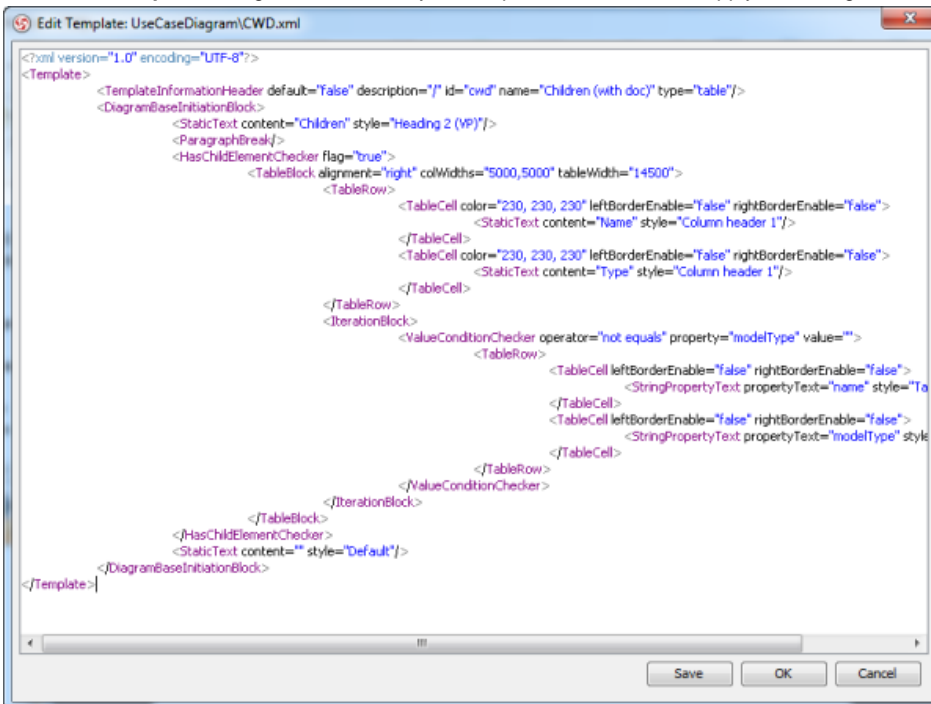 Edit Template: UseCaseDiagram\CWD.xml
<?xml version="1.0" encoding="UTF-8"?>
<Template>
<TemplateInformationHeader default="false" description="/" id="cwd" name="Children (with doc)" type="table"/>
<DiagramBaseInitiationBlock>
<StaticText content="Children" style="Heading 2 (VP)"/>
<ParagraphBreak/>
<HasChildElementChecker flag="true">
<TableBlock alignment="right" colWidths="5000,5000" tableWidth="14500">
<TableRow>
<TableCell color="230, 230, 230" leftBorderEnable="false" rightBorderEnable="false">
<StaticText content="Name" style="Column header 1"/>
</TableCell>
<TableCell color="230, 230, 230" leftBorderEnable="false" rightBorderEnable="false">
<StaticText content="Type" style="Column header 1"/>
</TableCell>
</TableRow>
<IterationBlock>
<ValueConditionChecker operator="not equals" property="modelType" value="">
<TableRow>
<TableCell leftBorderEnable="false" rightBorderEnable="false">
<StringPropertyText propertyText="name" style="Ta
</TableCell>
<TableCell leftBorderEnable="false" rightBorderEnable="false">
<StringPropertyText propertyText="modelType" style
</TableCell>
</TableRow>
</ValueConditionChecker>
</IterationBlock>
</TableBlock>
</HasChildElementChecker>
<StaticText content="" style="Default"/>
</DiagramBaseInitiationBlock>
</Template>
Save OK Cancel